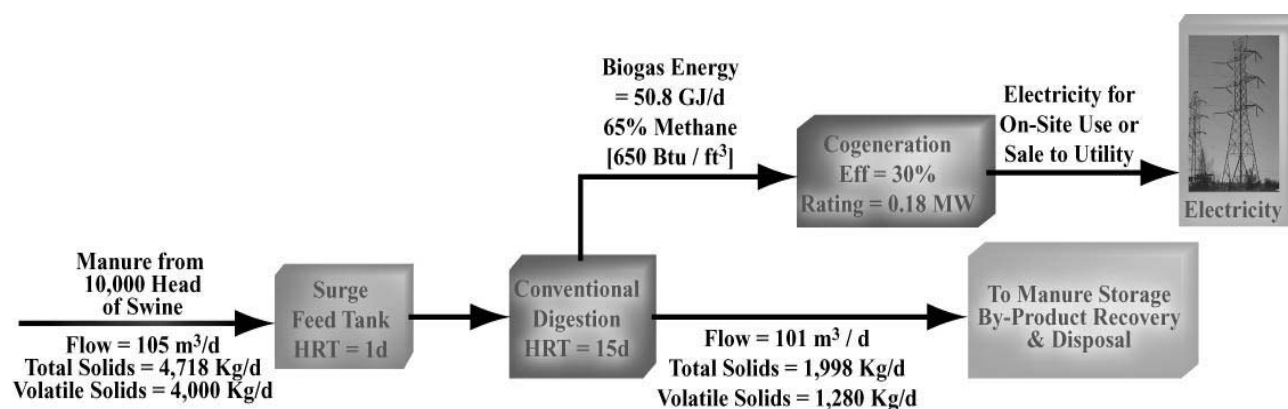 Manure from
10,000 Head
of Swine
Flow = 105 m³/d
Total Solids = 4,718 Kg/d
Volatile Solids = 4,000 Kg/d
Surge
Feed Tank
HRT = 1d
Conventional
Digestion
HRT = 15d
Biogas Energy
= 50.8 GJ/d
65% Methane
[650 Btu / ft³]
Cogeneration
Eff = 30%
Rating = 0.18 MW
Electricity for
On-Site Use or
Sale to Utility
Electricity
Flow = 101 m³ / d
Total Solids = 1,998 Kg/d
Volatile Solids = 1,280 Kg/d
To Manure Storage
By-Product Recovery
& Disposal